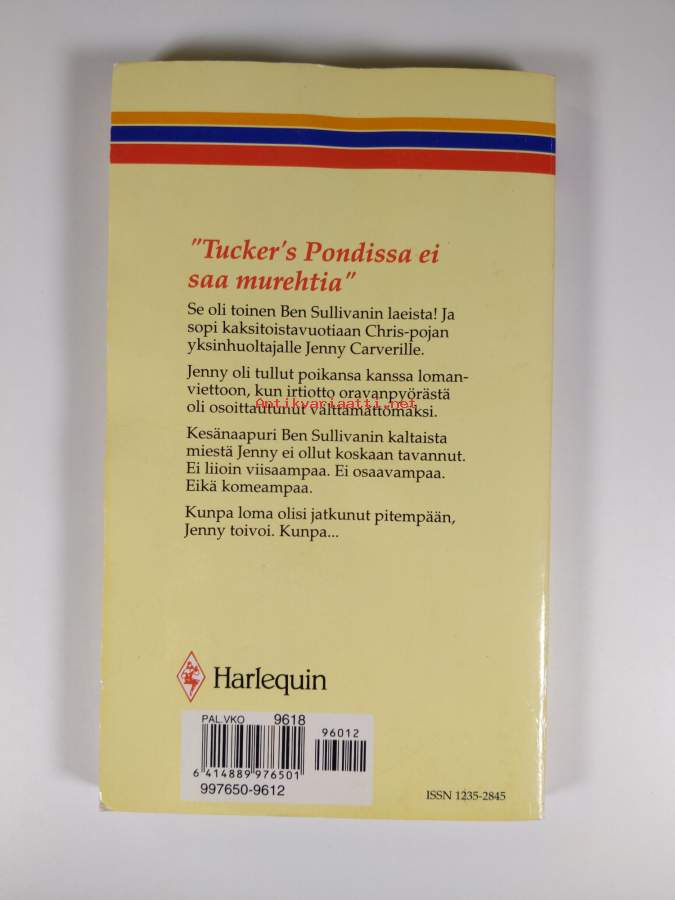 "Tucker's Pondissa ei
saa murehtia"
Se oli toinen Ben Sullivanin laeista! Ja
sopi kaksitoistavuotiaan Chris-pojan
yksinhuoltajalle Jenny Carverille.
Jenny oli tullut poikansa kanssa loman-
viettoon, kun irtiotto oravanpyörästä
Antikvariaatti.net
oli osoittautunut välttämättömäksi.
Kesänaapuri Ben Sullivanin kaltaista
miestä Jenny ei ollut koskaan tavannut.
Ei liioin viisaampaa. Ei osaavampaa.
Eikä komeampaa.
Kunpa loma olisi jatkunut pitempään,
Jenny toivoi. Kunpa...
Harlequin
PAL.VKO 9618
96012
6 414889 976501
997650-9612
ISSN 1235-2845